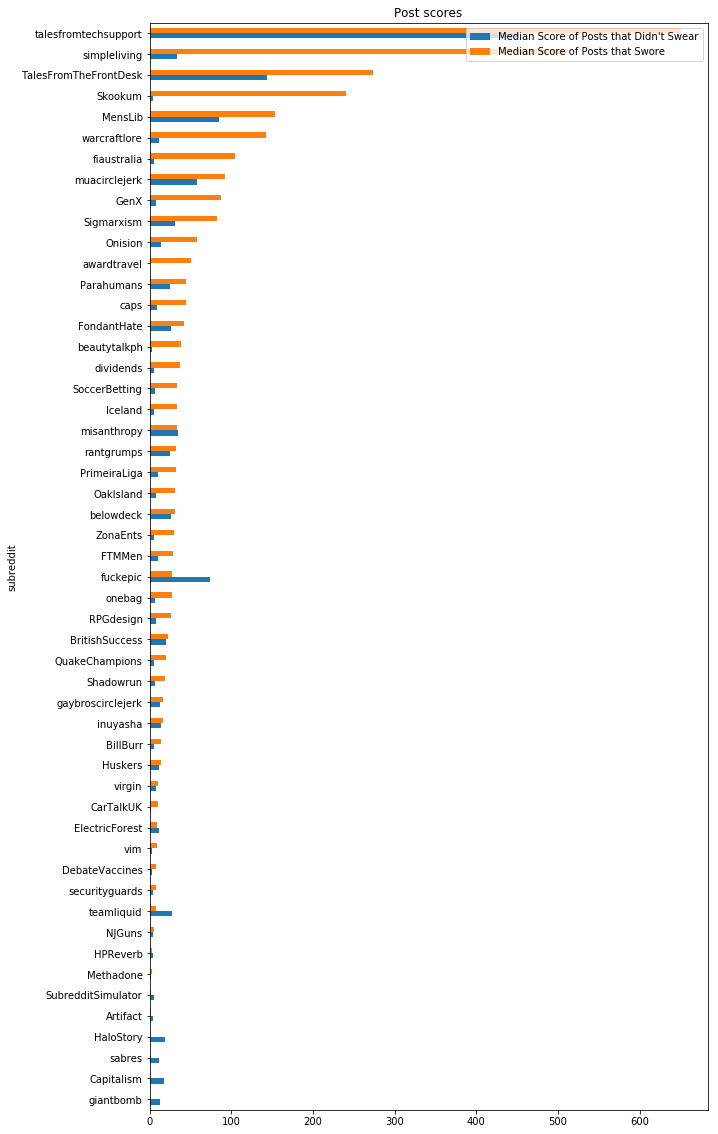 Post scores
Median Score of Posts that Didn't Swear
Median Score of Posts that Swore
subreddit
talesfromtechsupport
simpleliving
TalesFromTheFrontDesk
Skookum
MensLib
warcraftlore
fiaustralia
muacirclejerk
GenX
Sigmarxism
Onision
awardtravel
Parahumans
caps
FondantHate
beautytalkph
dividends
SoccerBetting
Iceland
misanthropy
rantgrumps
PrimeiraLiga
OakIsland
belowdeck
ZonaEnts
FTMMen
fuckepic
onebag
RPGdesign
BritishSuccess
QuakeChampions
Shadowrun
gaybroscirclejerk
inuyasha
BillBurr
Huskers
virgin
CarTalkUK
ElectricForest
vim
DebateVaccines
securityguards
teamliquid
NJGuns
HPReverb
Methadone
SubredditSimulator
Artifact
HaloStory
sabres
Capitalism
giantbomb
0 100 200 300 400 500 600